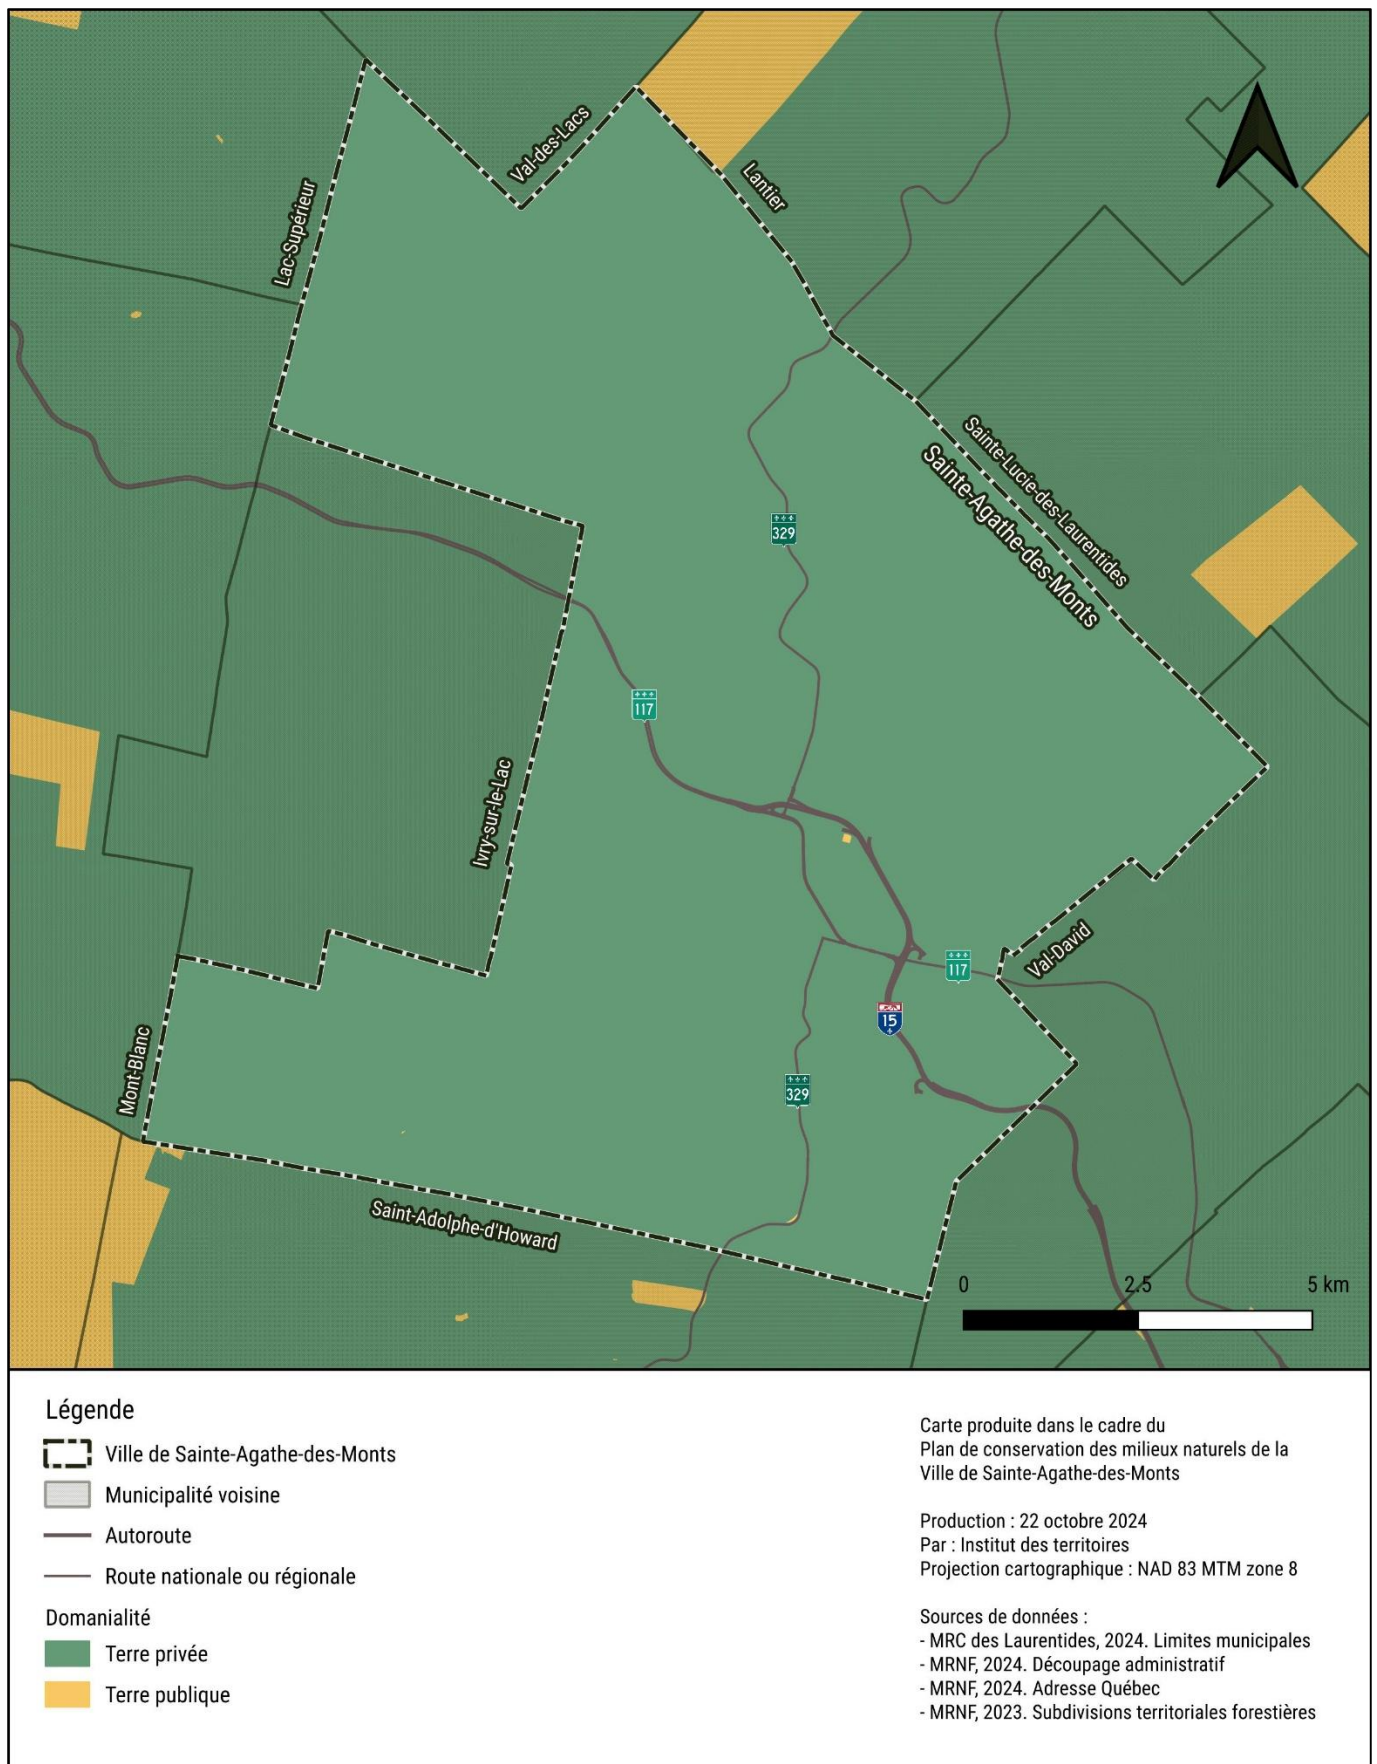 Val-des-Lacs
Lantier
Lac-Supérieur
Sainte-Lucie-des-Laurentides
Sainte-Agathe-des-Monts
329
117
Ivry-sur-le-Lac
Val-David
117
15
Mont-Blanc
329
Saint-Adolphe-d'Howard
0 2.5 5 km
Légende
Ville de Sainte-Agathe-des-Monts
Municipalité voisine
Autoroute
Route nationale ou régionale
Domanialité
Terre privée
Terre publique
Carte produite dans le cadre du
Plan de conservation des milieux naturels de la
Ville de Sainte-Agathe-des-Monts
Production : 22 octobre 2024
Par : Institut des territoires
Projection cartographique : NAD 83 MTM zone 8
Sources de données :
- MRC des Laurentides, 2024. Limites municipales
- MRNF, 2024. Découpage administratif
- MRNF, 2024. Adresse Québec
- MRNF, 2023. Subdivisions territoriales forestières